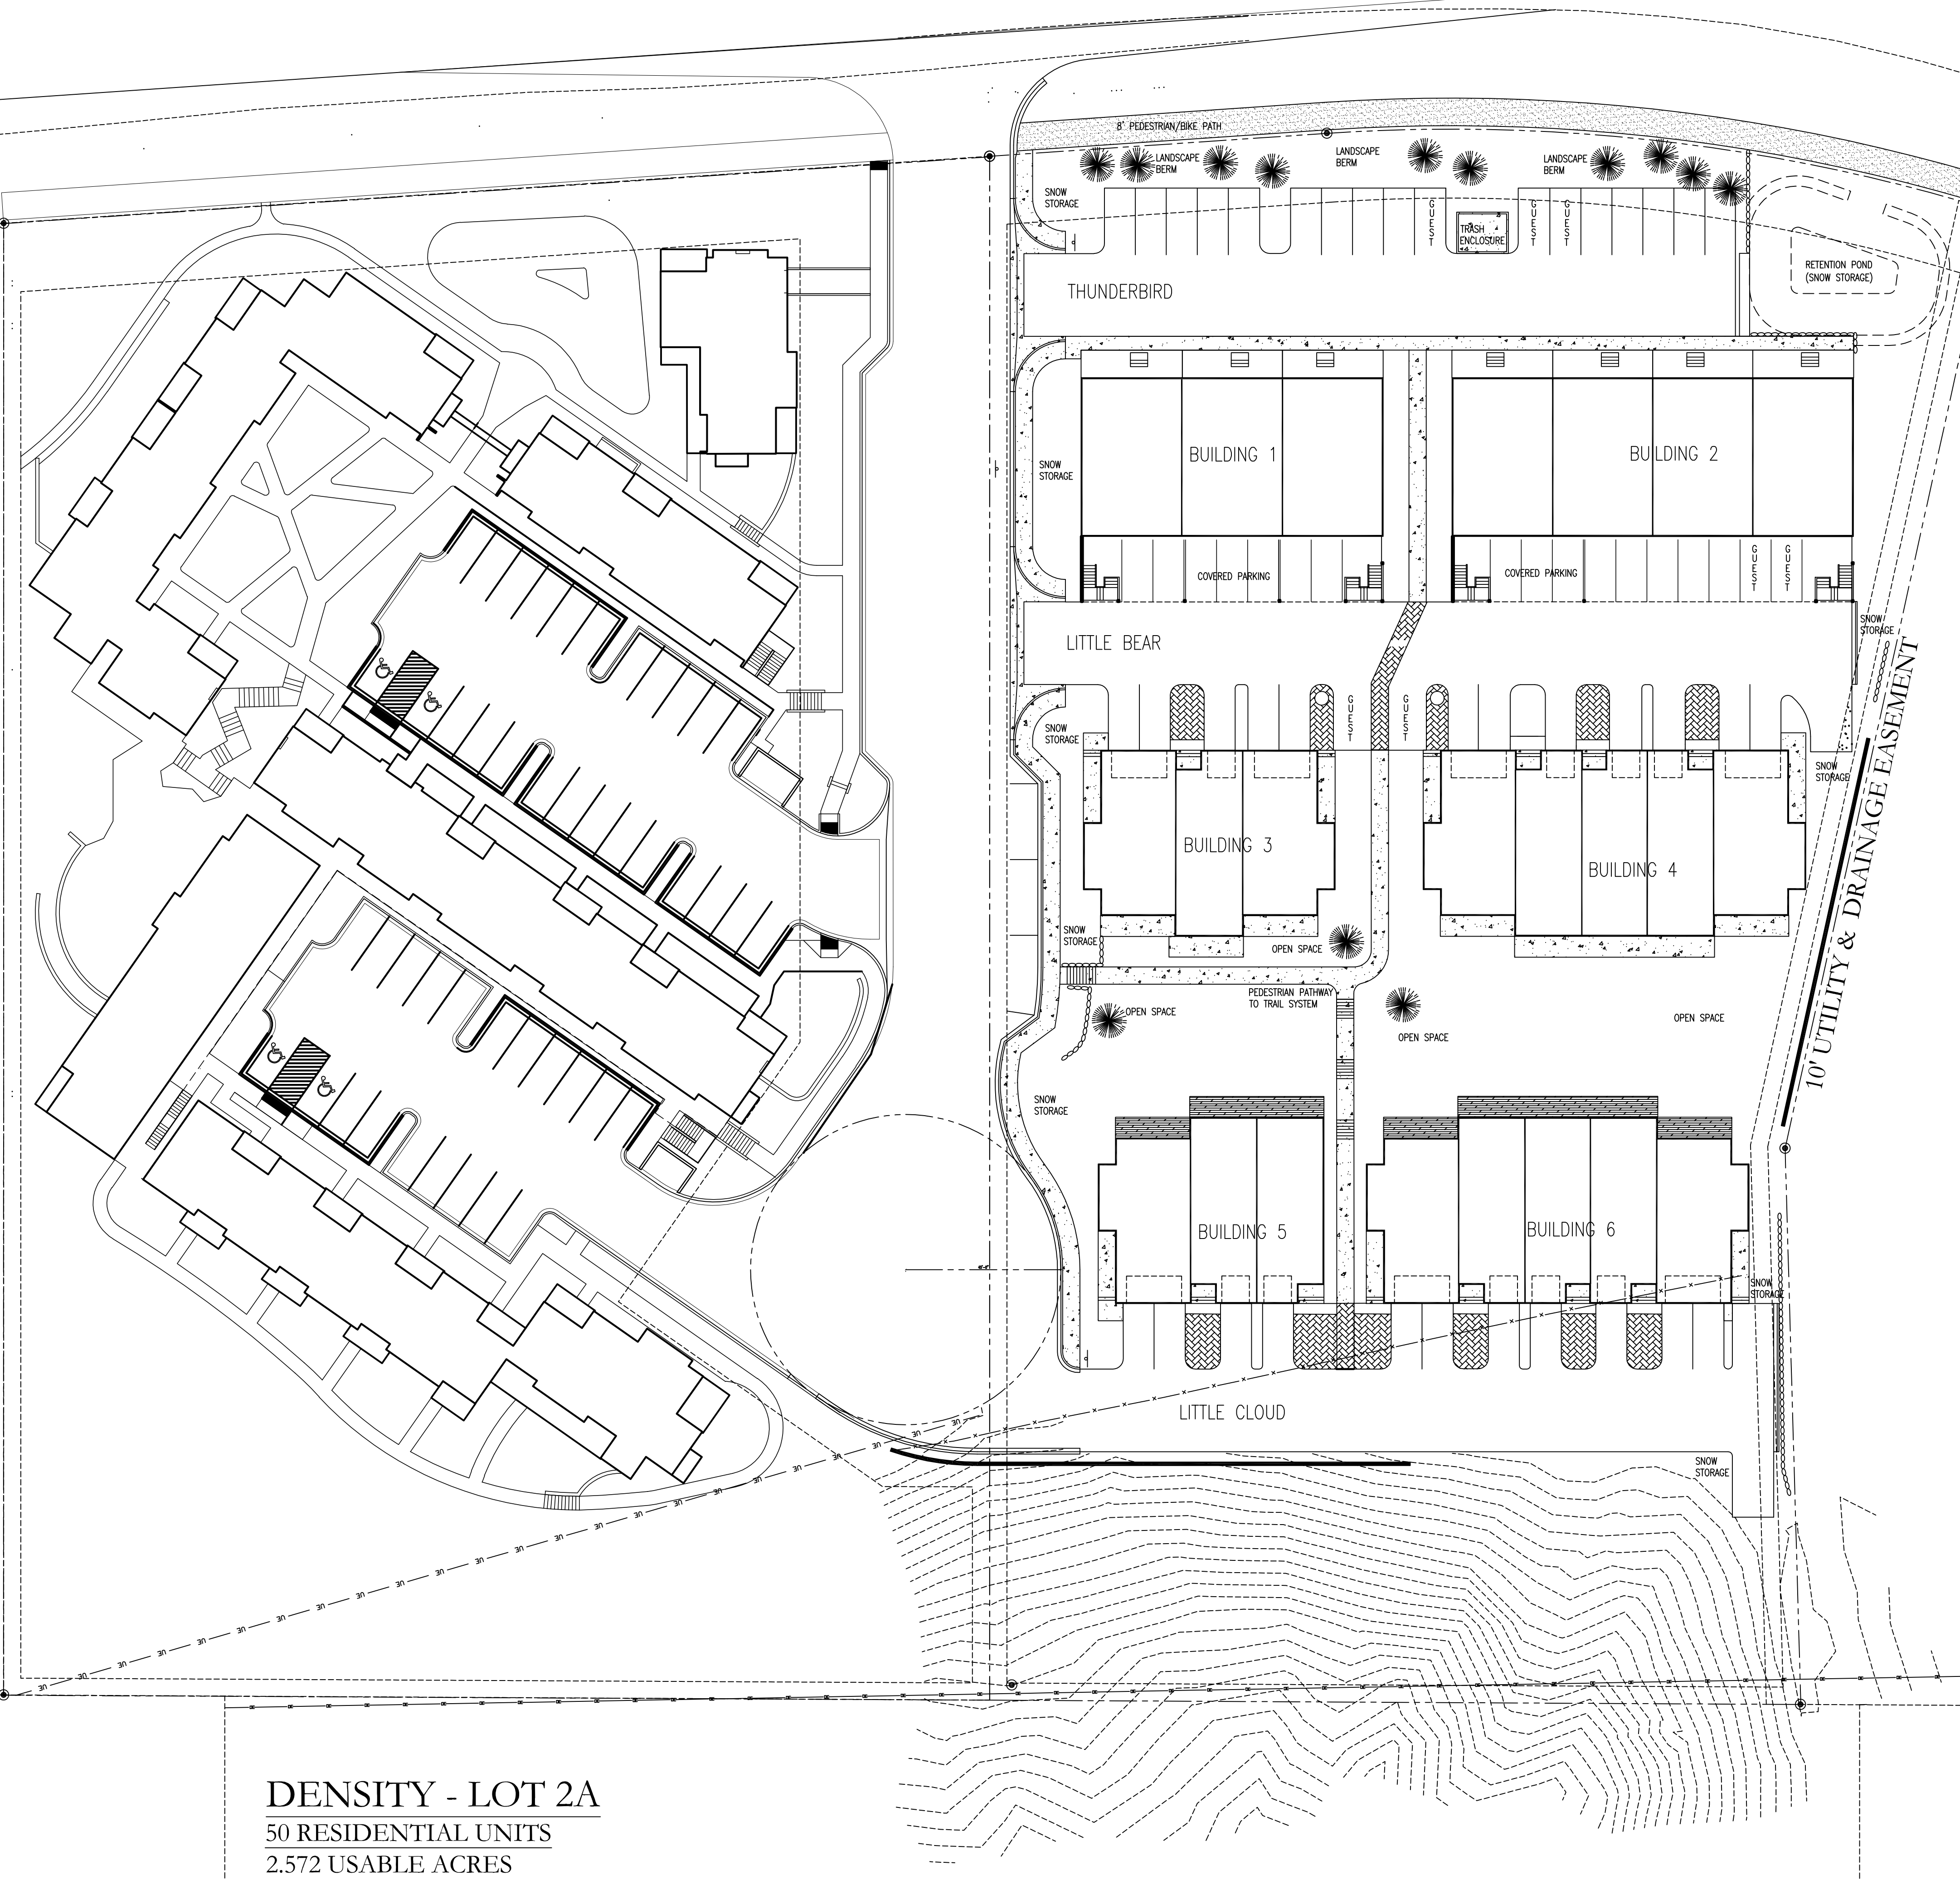 8' PEDESTRIAN/BIKE PATH
LANDSCAPE
BERM
LANDSCAPE
BERM
LANDSCAPE
BERM
SNOW
STORAGE
GUEST
TRASH
ENCLOSURE
GUEST
GUEST
RETENTION POND
(SNOW STORAGE)
THUNDERBIRD
BUILDING 1
BUILDING 2
SNOW
STORAGE
COVERED PARKING
COVERED PARKING
GUEST
GUEST
LITTLE BEAR
SNOW
STORAGE
SNOW
STORAGE
GUEST
GUEST
SNOW
STORAGE
10' UTILITY & DRAINAGE EASEMENT
BUILDING 3
BUILDING 4
SNOW
STORAGE
OPEN SPACE
PEDESTRIAN PATHWAY
TO TRAIL SYSTEM
OPEN SPACE
OPEN SPACE
OPEN SPACE
SNOW
STORAGE
BUILDING 5
BUILDING 6
SNOW
STORAGE
LITTLE CLOUD
SNOW
STORAGE
DENSITY - LOT 2A
50 RESIDENTIAL UNITS
2.572 USABLE ACRES